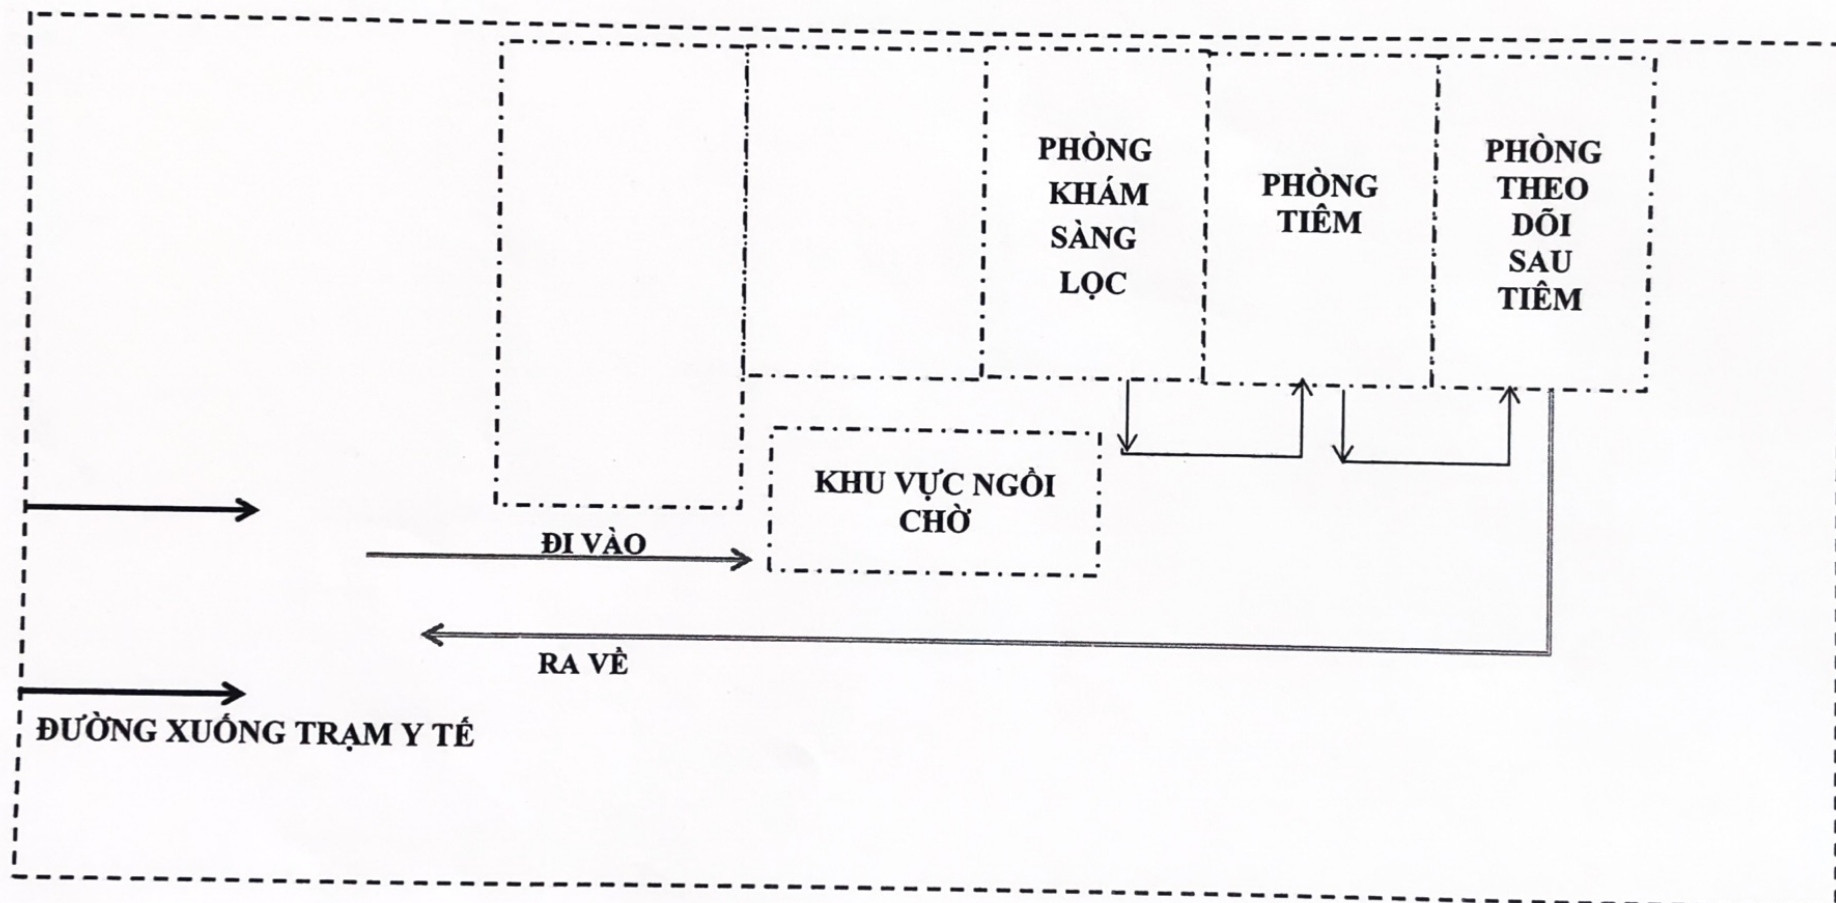 PHÒNG
KHÁM
SÀNG
LỌC
PHÒNG
TIÊM
PHÒNG
THEO
DÕI
SAU
TIÊM
KHU VỰC NGỒI
CHỜ
ĐI VÀO
RA VỀ
ĐƯỜNG XUỐNG TRẠM Y TẾ